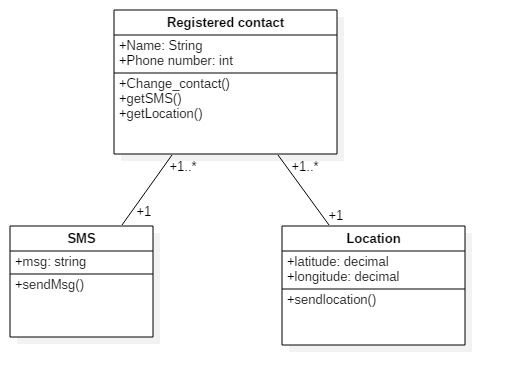 Registered contact
+Name: String
+Phone number: int
+Change_contact()
+getSMS()
+getLocation()
+1..*
+1..*
+1
+1
SMS
+msg: string
+sendMsg()
Location
+latitude: decimal
+longitude: decimal
+sendlocation()